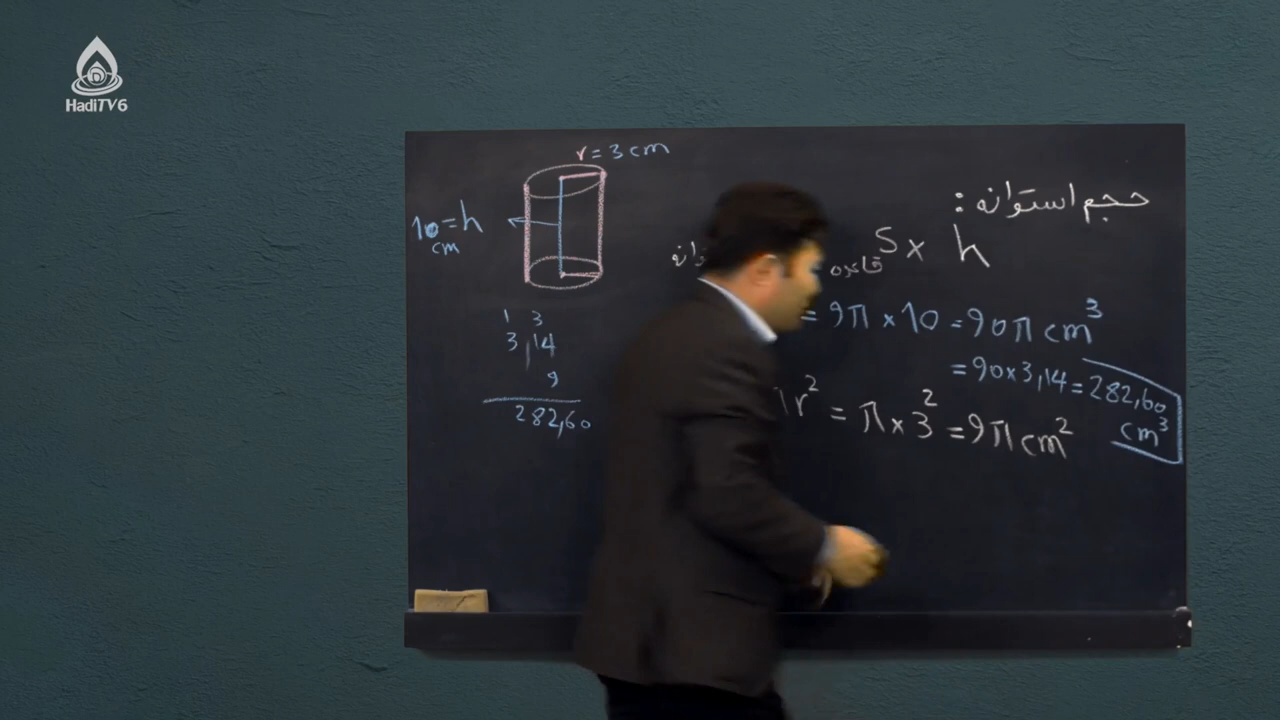 HadiTV6
r = 3 cm
10 = h
cm
1 3
3,14
9
282,60
حجم استوانه :
S قاعده × h
= 9π × 10 = 90π cm³
= 90 × 3,14 = 282,60
cm³
r² = π × 3² = 9π cm²